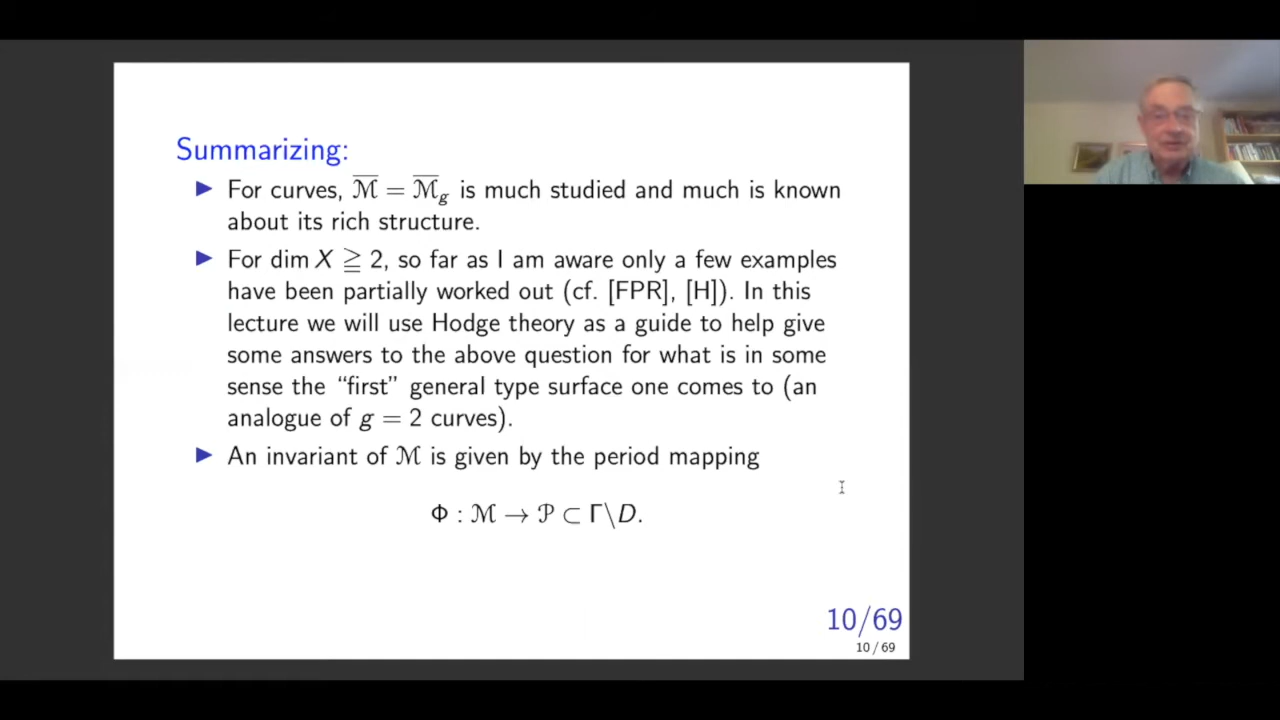 Summarizing:
▶ For curves, ℳ̅ = ℳ̅_g is much studied and much is known
about its rich structure.
▶ For dim X ≧ 2, so far as I am aware only a few examples
have been partially worked out (cf. [FPR], [H]). In this
lecture we will use Hodge theory as a guide to help give
some answers to the above question for what is in some
sense the “first” general type surface one comes to (an
analogue of g = 2 curves).
▶ An invariant of ℳ is given by the period mapping
Φ : ℳ → 𝒫 ⊂ Γ\D.
10/69
10 / 69